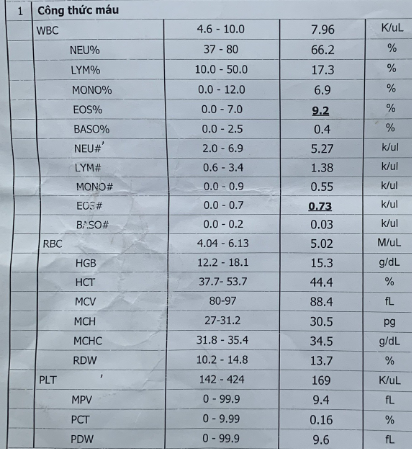 1 Công thức máu
WBC 4.6 - 10.0 7.96 K/uL
NEU% 37 - 80 66.2 %
LYM% 10.0 - 50.0 17.3 %
MONO% 0.0 - 12.0 6.9 %
EOS% 0.0 - 7.0 9.2 %
BASO% 0.0 - 2.5 0.4 %
NEU# 2.0 - 6.9 5.27 k/ul
LYM# 0.6 - 3.4 1.38 k/ul
MONO# 0.0 - 0.9 0.55 k/ul
EOS# 0.0 - 0.7 0.73 k/ul
BASO# 0.0 - 0.2 0.03 k/ul
RBC 4.04 - 6.13 5.02 M/uL
HGB 12.2 - 18.1 15.3 g/dL
HCT 37.7- 53.7 44.4 %
MCV 80-97 88.4 fL
MCH 27-31.2 30.5 pg
MCHC 31.8 - 35.4 34.5 g/dL
RDW 10.2 - 14.8 13.7 %
PLT 142 - 424 169 K/uL
MPV 0 - 99.9 9.4 fL
PCT 0 - 9.99 0.16 %
PDW 0 - 99.9 9.6 fL